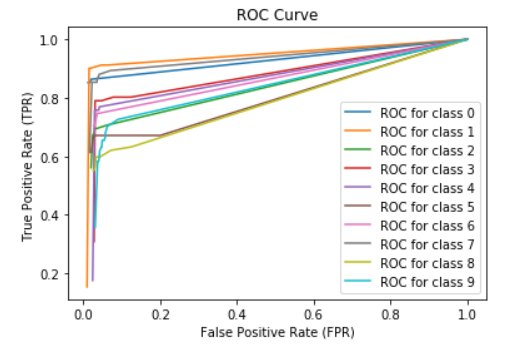 ROC Curve
True Positive Rate (TPR)
1.0
0.8
0.6
0.4
0.2
ROC for class 0
ROC for class 1
ROC for class 2
ROC for class 3
ROC for class 4
ROC for class 5
ROC for class 6
ROC for class 7
ROC for class 8
ROC for class 9
0.0 0.2 0.4 0.6 0.8 1.0
False Positive Rate (FPR)